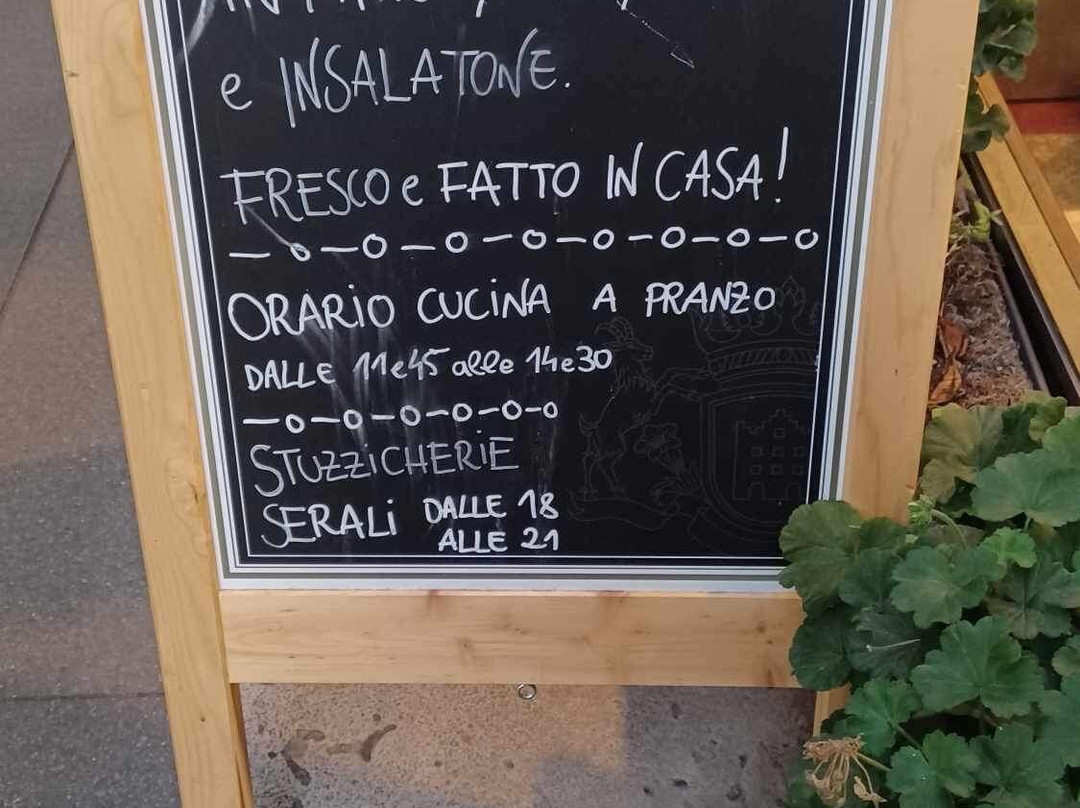 e INSALATONE.
FRESCO e FATTO IN CASA!
ORARIO CUCINA A PRANZO
DALLE 11e45 alle 14e30
STUZZICHERIE
SERALI DALLE 18
ALLE 21